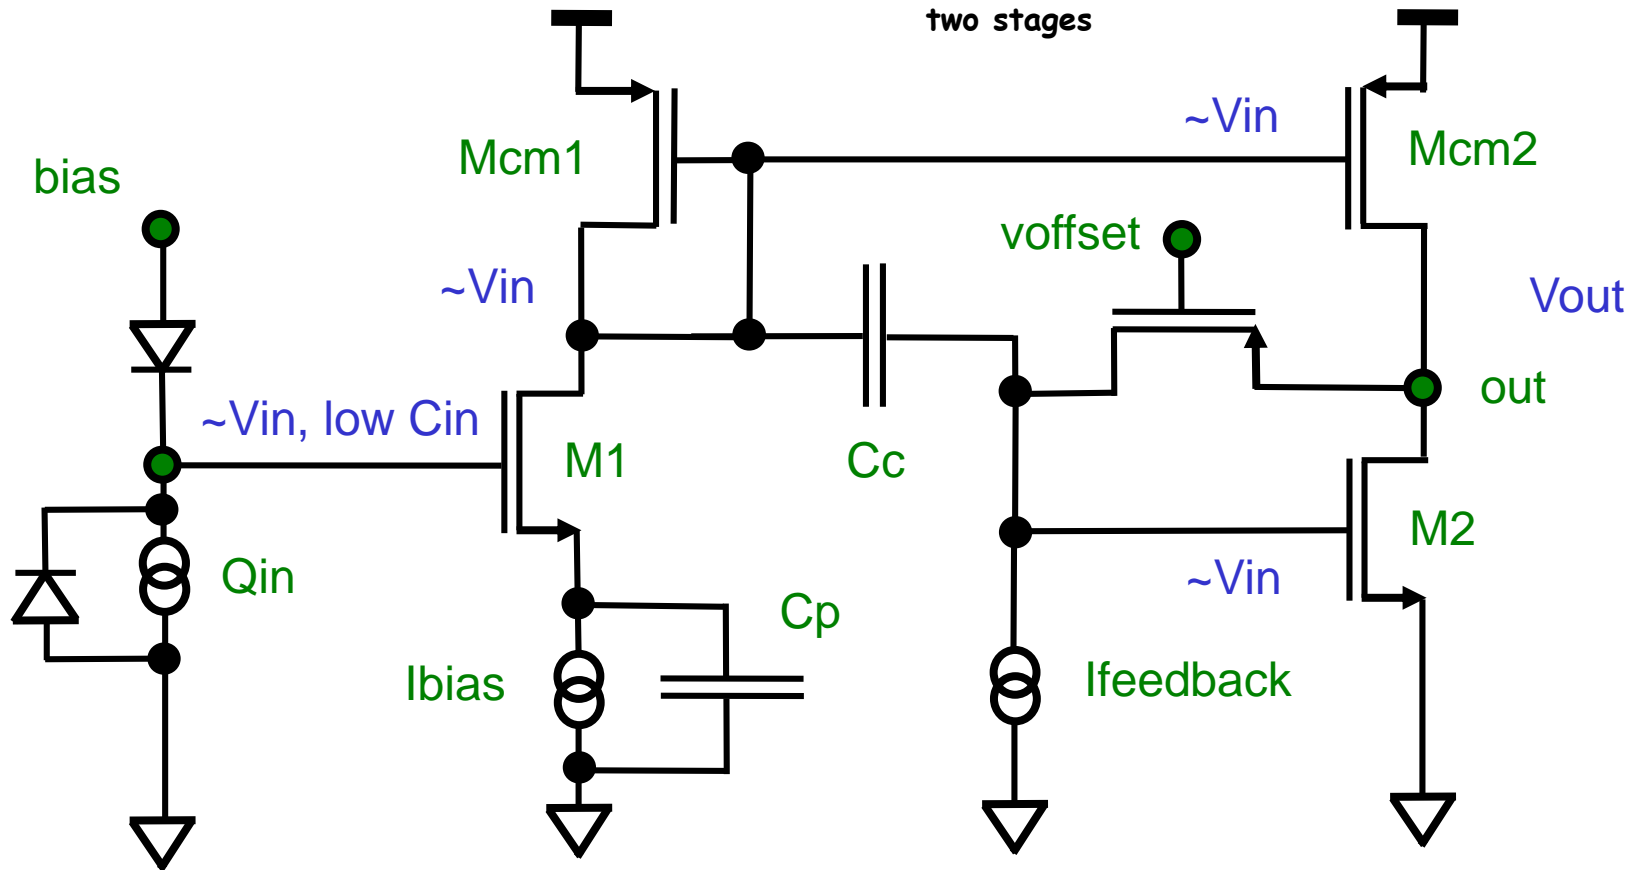 two stages
~Vin
Mcm1
Mcm2
bias
voffset
~Vin
Vout
out
~Vin, low Cin
M1
Cc
M2
Qin
~Vin
Cp
Ibias
Ifeedback